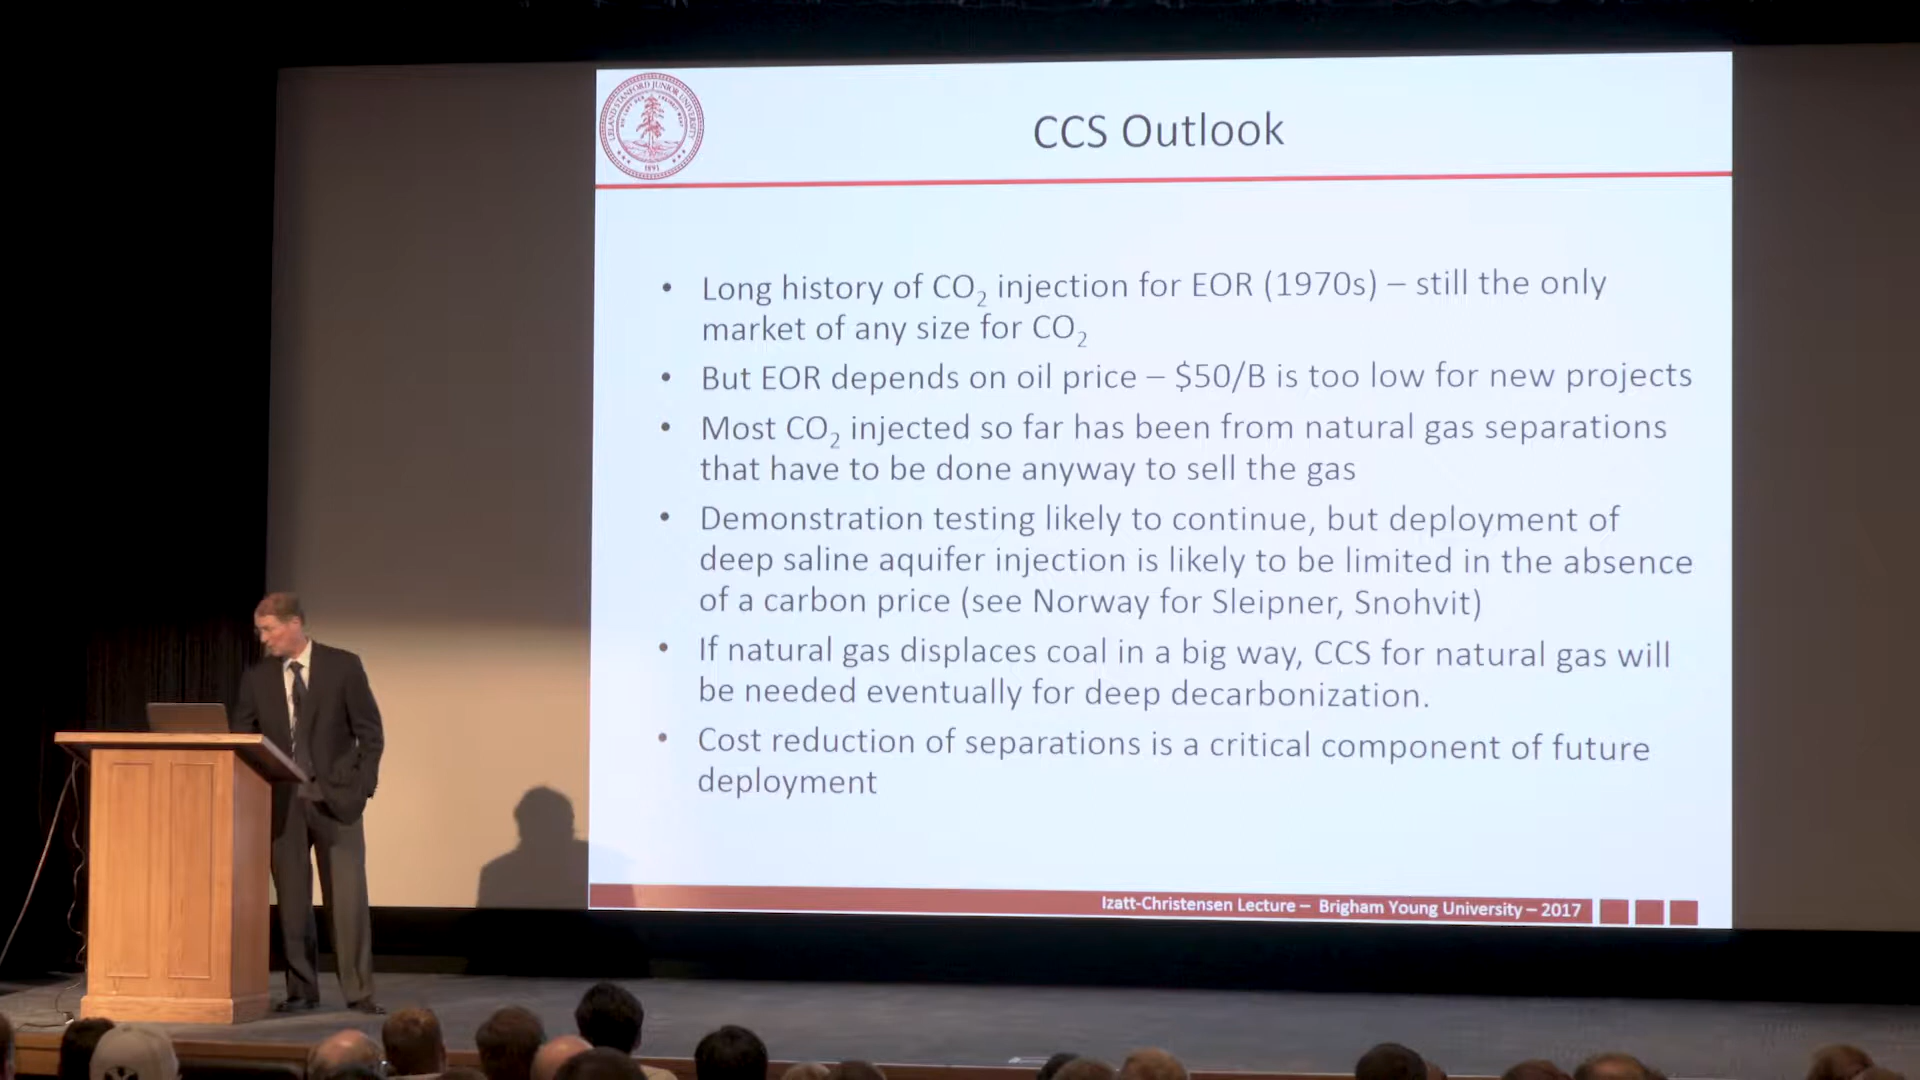 LELAND STANFORD JUNIOR UNIVERSITY
1891
CCS Outlook
• Long history of CO₂ injection for EOR (1970s) – still the only
market of any size for CO₂
• But EOR depends on oil price – $50/B is too low for new projects
• Most CO₂ injected so far has been from natural gas separations
that have to be done anyway to sell the gas
• Demonstration testing likely to continue, but deployment of
deep saline aquifer injection is likely to be limited in the absence
of a carbon price (see Norway for Sleipner, Snohvit)
• If natural gas displaces coal in a big way, CCS for natural gas will
be needed eventually for deep decarbonization.
• Cost reduction of separations is a critical component of future
deployment
Izatt-Christensen Lecture – Brigham Young University – 2017